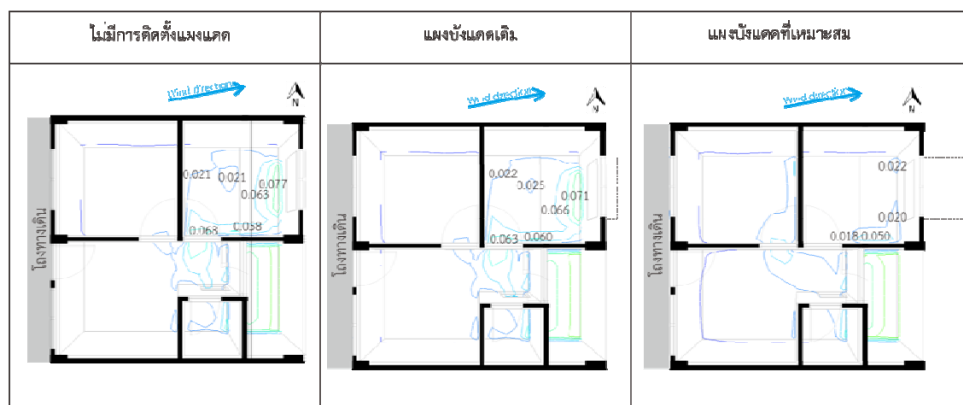 ไม่มีการติดตั้งแผงแดด
แผงบังแดดเดิม
แผงบังแดดที่เหมาะสม
Wind direction
N
0.021
0.021
0.077
0.063
0.038
0.068
โถงทางเดิน
Wind direction
N
0.022
0.025
0.071
0.066
0.063
0.060
โถงทางเดิน
Wind direction
N
0.022
0.020
0.018
0.050
โถงทางเดิน